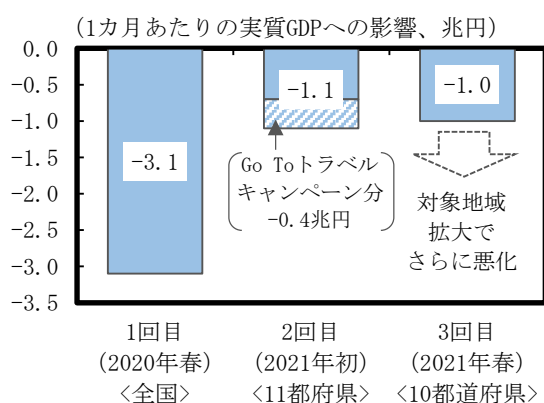 (1カ月あたりの実質GDPへの影響、兆円)
0.0
-0.5
-1.0
-1.5
-2.0
-2.5
-3.0
-3.5
-3.1
-1.1
-1.0
Go Toトラベル
キャンペーン分
-0.4兆円
対象地域
拡大で
さらに悪化
1回目
(2020年春)
<全国>
2回目
(2021年初)
<11都府県>
3回目
(2021年春)
<10都道府県>